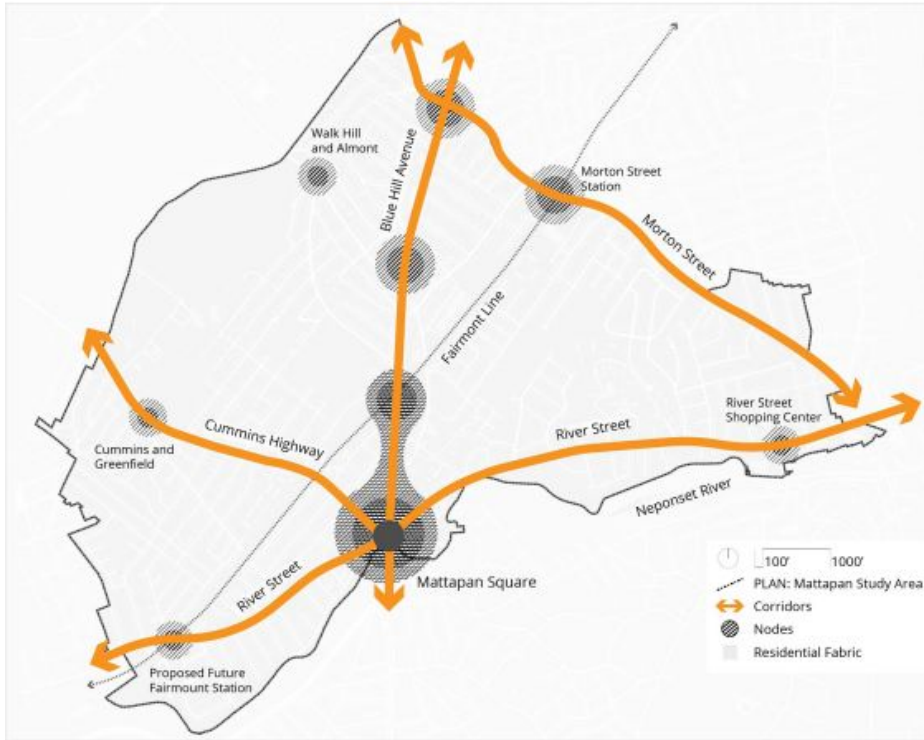 Walk Hill
and Almont
Blue Hill Avenue
Morton Street
Station
Morton Street
Fairmont Line
Cummins and
Greenfield
Cummins Highway
River Street
River Street
Shopping Center
Neponset River
Mattapan Square
River Street
Proposed Future
Fairmount Station
100' 1000'
PLAN: Mattapan Study Area
Corridors
Nodes
Residential Fabric